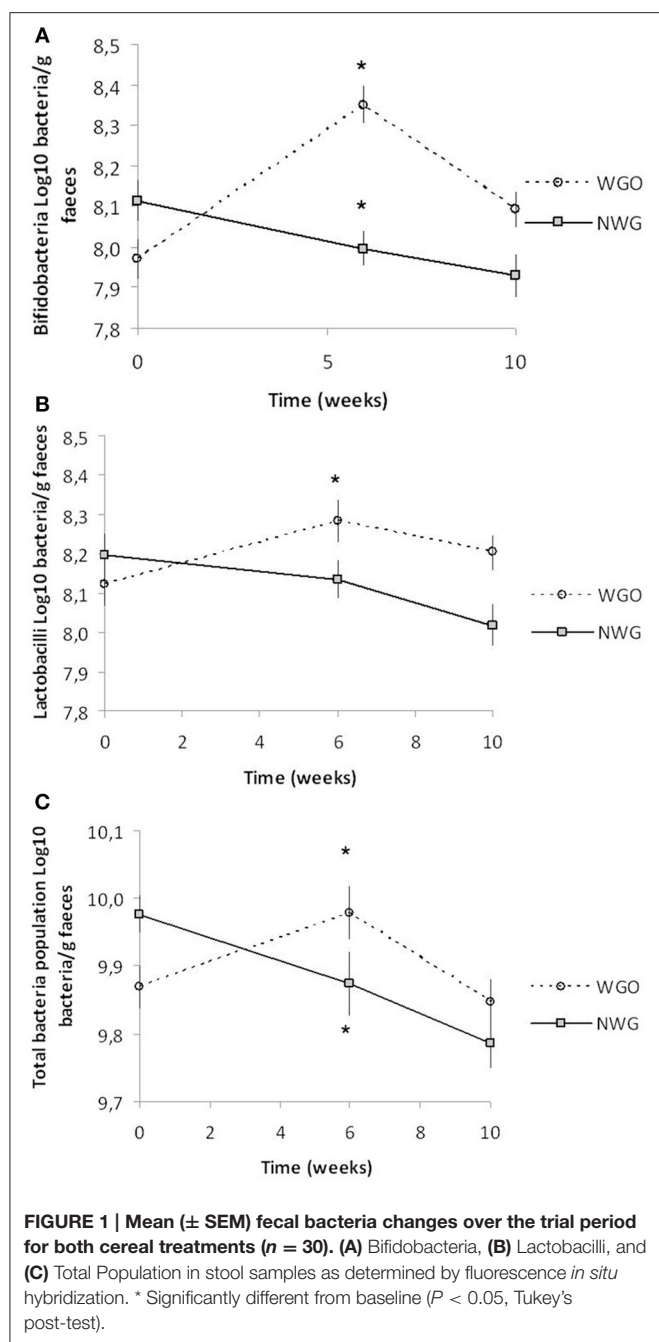 A
8,5
8,4
8,3
8,2
8,1
8,0
7,9
7,8
Bifidobacteria Log10 bacteria/g
faeces
*
*
WGO
NWG
0
5
10
Time (weeks)
B
8,5
8,4
8,3
8,2
8,1
8,0
7,9
7,8
Lactobacilli Log10 bacteria/g faeces
*
WGO
NWG
0 2 4 6 8 10
Time (weeks)
C
10,1
10,0
9,9
9,8
9,7
Total bacteria population Log10
bacteria/g faeces
*
*
WGO
NWG
0 2 4 6 8 10
Time (weeks)
FIGURE 1 | Mean (± SEM) fecal bacteria changes over the trial period
for both cereal treatments (n = 30). (A) Bifidobacteria, (B) Lactobacilli, and
(C) Total Population in stool samples as determined by fluorescence in situ
hybridization. * Significantly different from baseline (P < 0.05, Tukey's
post-test).